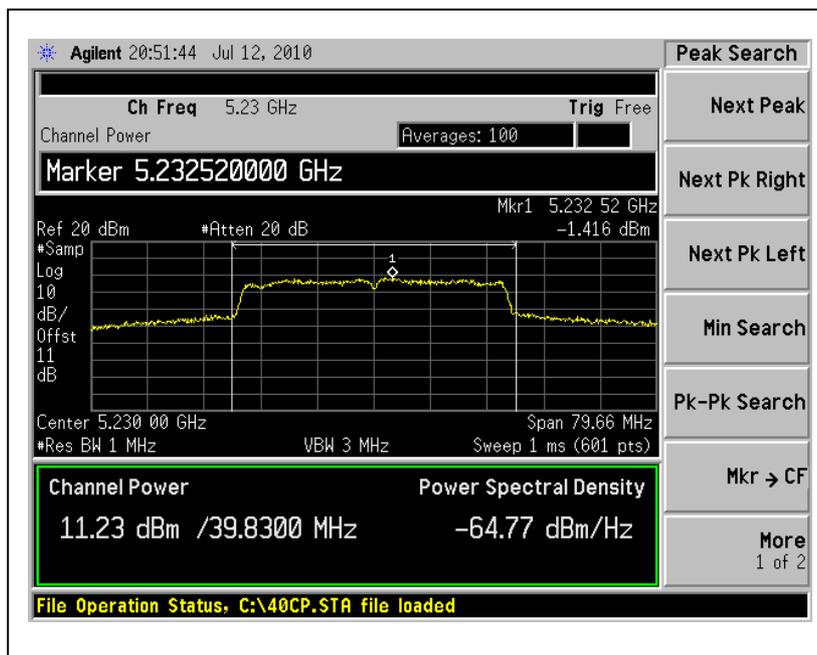 Agilent 20:51:44 Jul 12, 2010
Peak Search
Ch Freq 5.23 GHz Trig Free
Channel Power Averages: 100
Marker 5.232520000 GHz
Mkr1 5.232 52 GHz
Ref 20 dBm #Atten 20 dB -1.416 dBm
#Samp
Log
10
dB/
Offst
11
dB
1
Center 5.230 00 GHz Span 79.66 MHz
#Res BW 1 MHz VBW 3 MHz Sweep 1 ms (601 pts)
Channel Power Power Spectral Density
11.23 dBm /39.8300 MHz -64.77 dBm/Hz
File Operation Status, C:\40CP.STA file loaded
Next Peak
Next Pk Right
Next Pk Left
Min Search
Pk-Pk Search
Mkr → CF
More
1 of 2